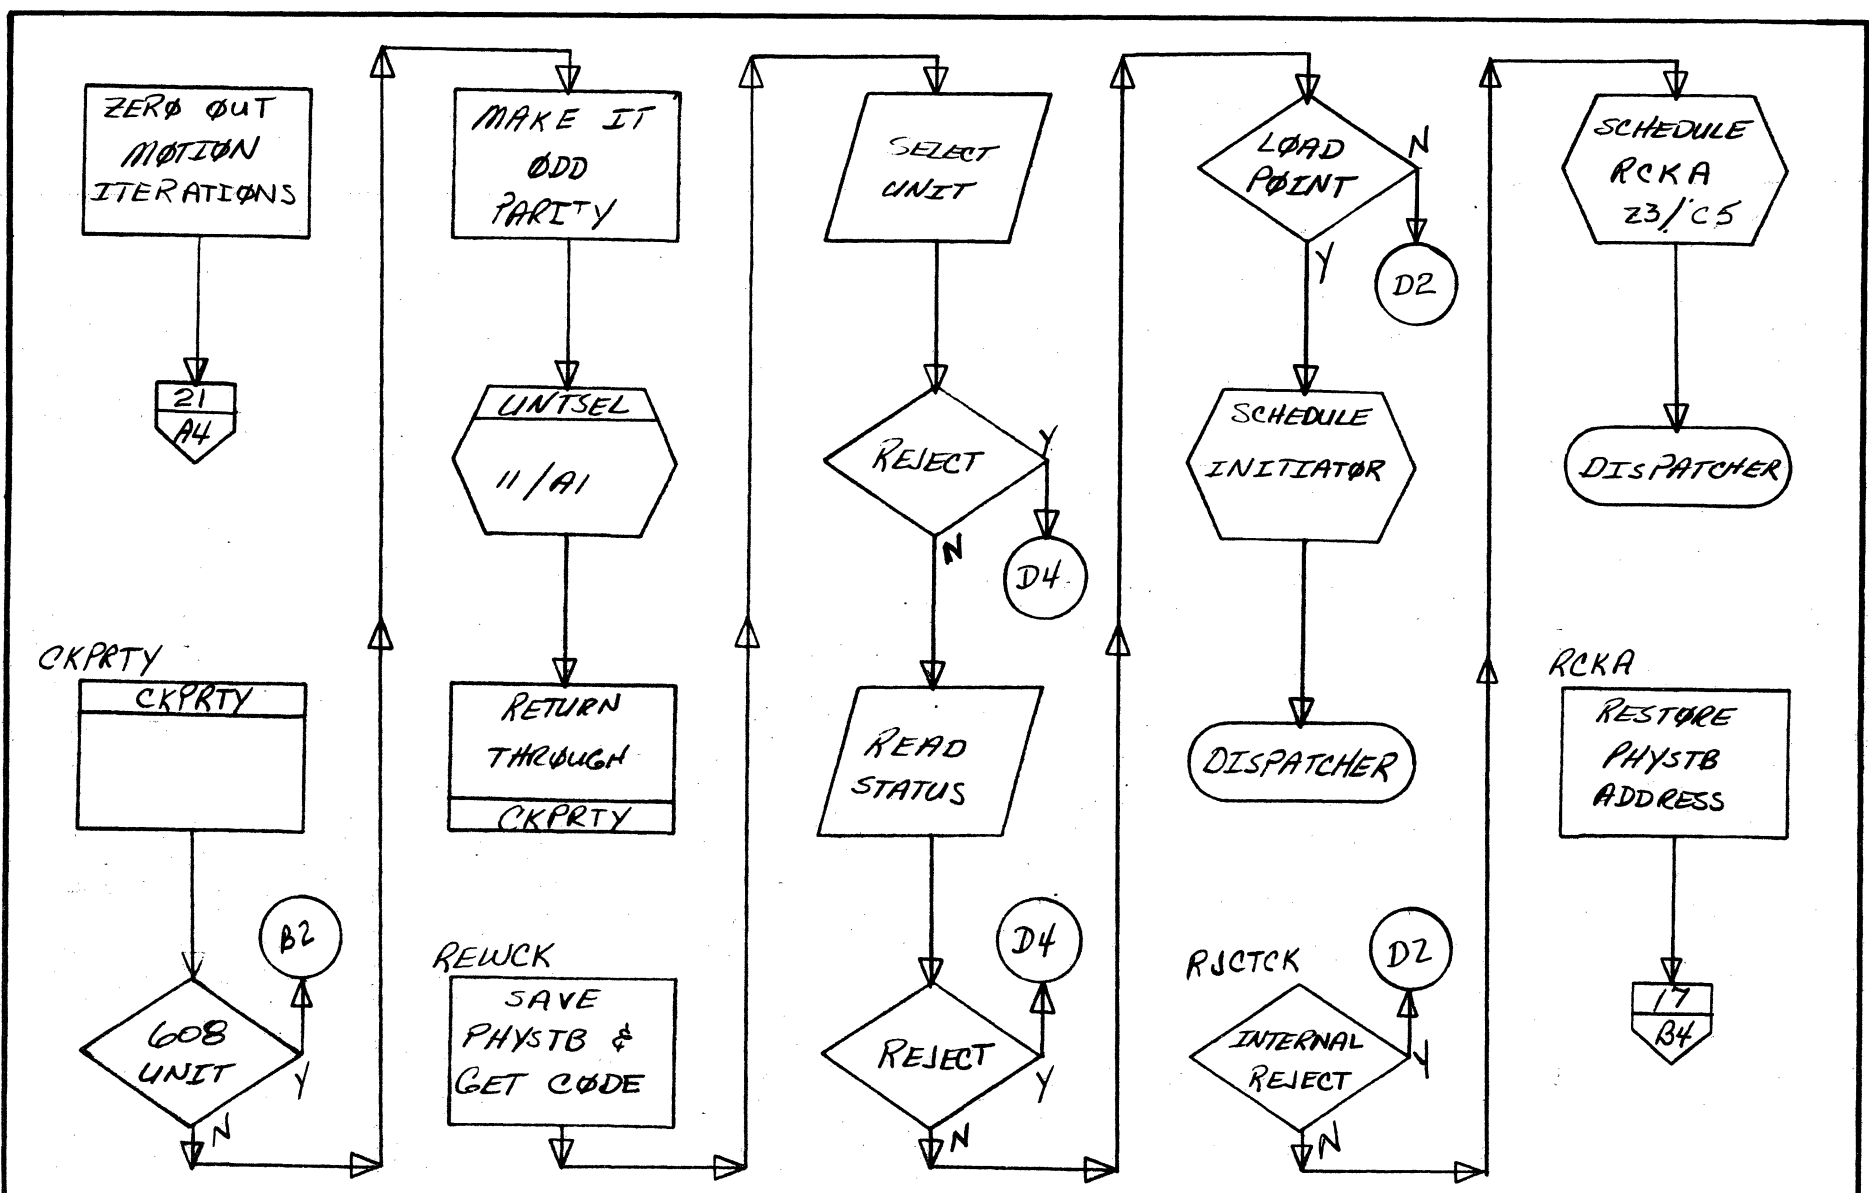 ZERØ ØUT
MØTIØN
ITERATIØNS
21
A4
CKPRTY
CKPRTY
608
UNIT
Y
N
B2
MAKE IT
ØDD
PARITY
UNTSEL
11/A1
RETURN
THRØUGH
CKPRTY
REWCK
SAVE
PHYSTB &
GET CØDE
SELECT
UNIT
REJECT
Y
N
D4
READ
STATUS
D4
REJECT
Y
N
LØAD
PØINT
N
Y
D2
SCHEDULE
INITIATØR
DISPATCHER
RJCTCK
D2
INTERNAL
REJECT
Y
N
SCHEDULE
RCKA
23/C5
DISPATCHER
RCKA
RESTØRE
PHYSTB
ADDRESS
17
B4